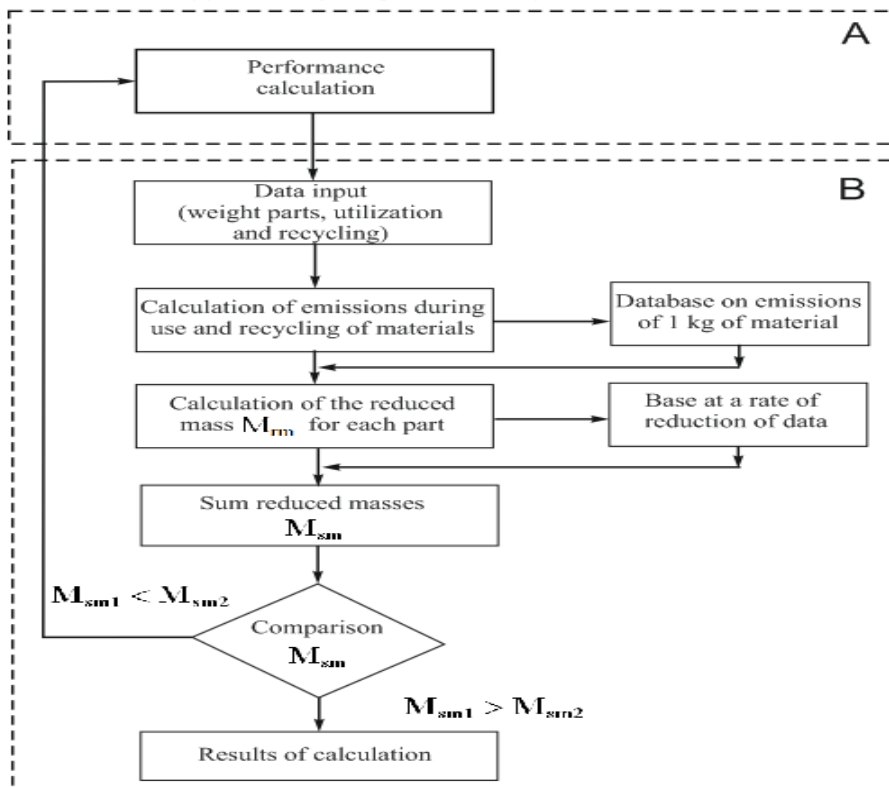 A
Performance
calculation
B
Data input
(weight parts, utilization
and recycling)
Calculation of emissions during
use and recycling of materials
Database on emissions
of 1 kg of material
Calculation of the reduced
mass Mrm for each part
Base at a rate of
reduction of data
Sum reduced masses
Msm
Msm1 < Msm2
Comparison
Msm
Msm1 > Msm2
Results of calculation